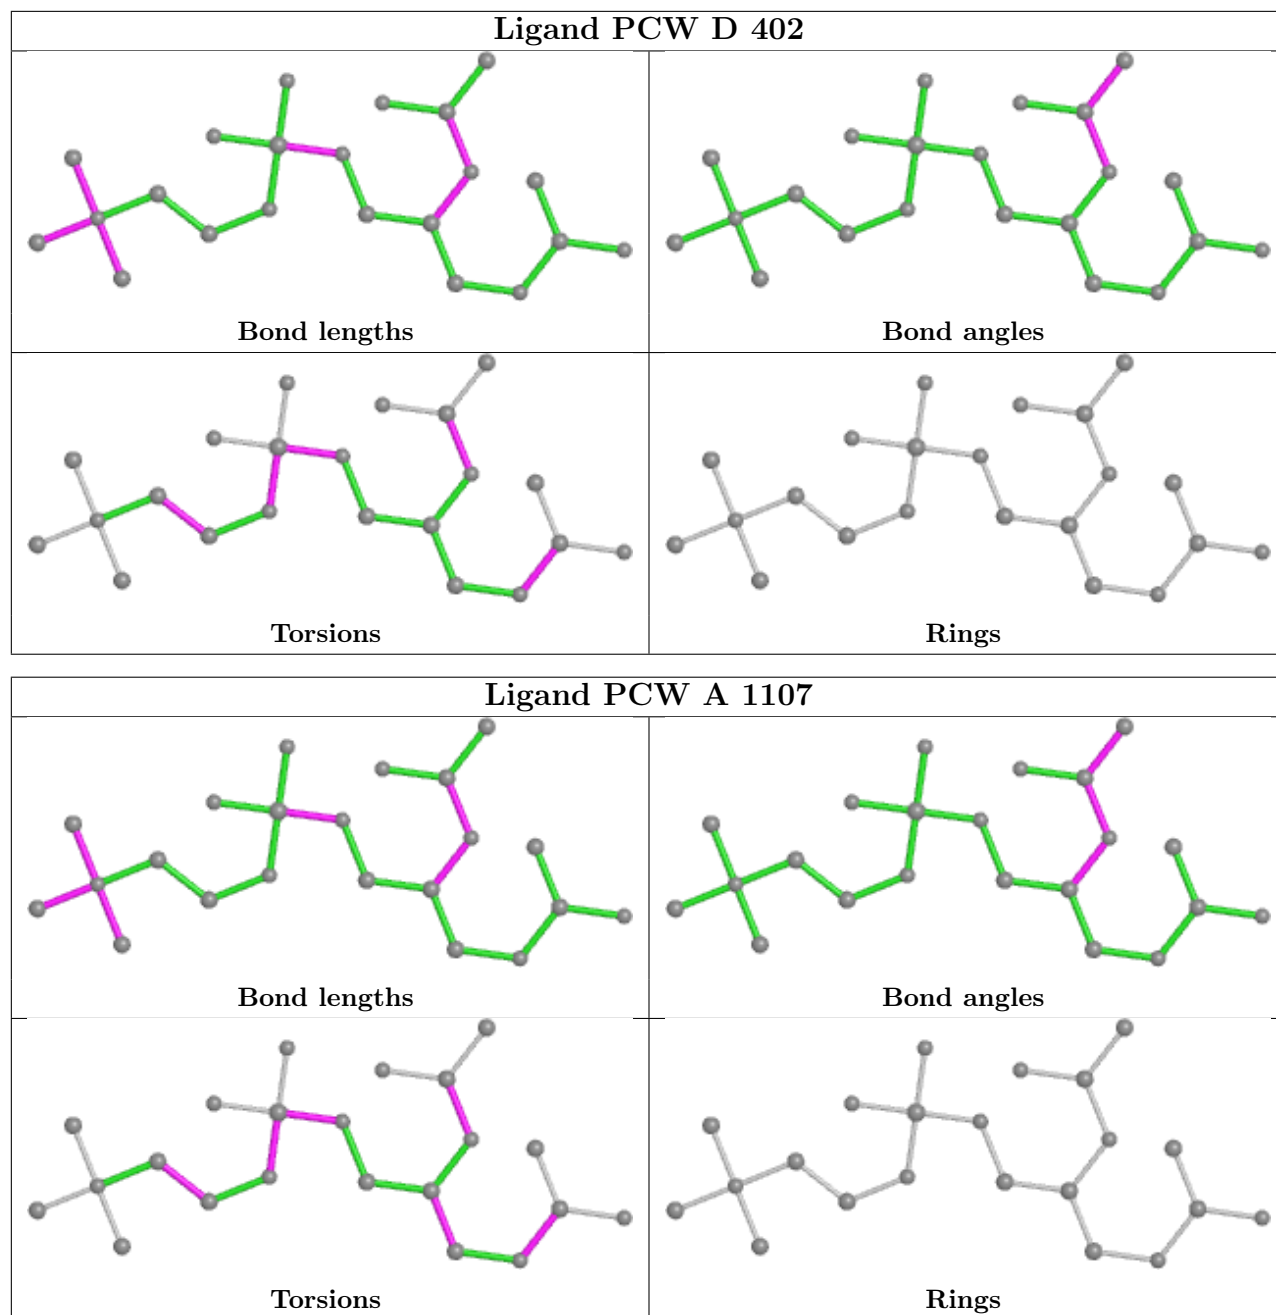 Ligand PCW D 402
Bond lengths
Bond angles
Torsions
Rings
Ligand PCW A 1107
Bond lengths
Bond angles
Torsions
Rings